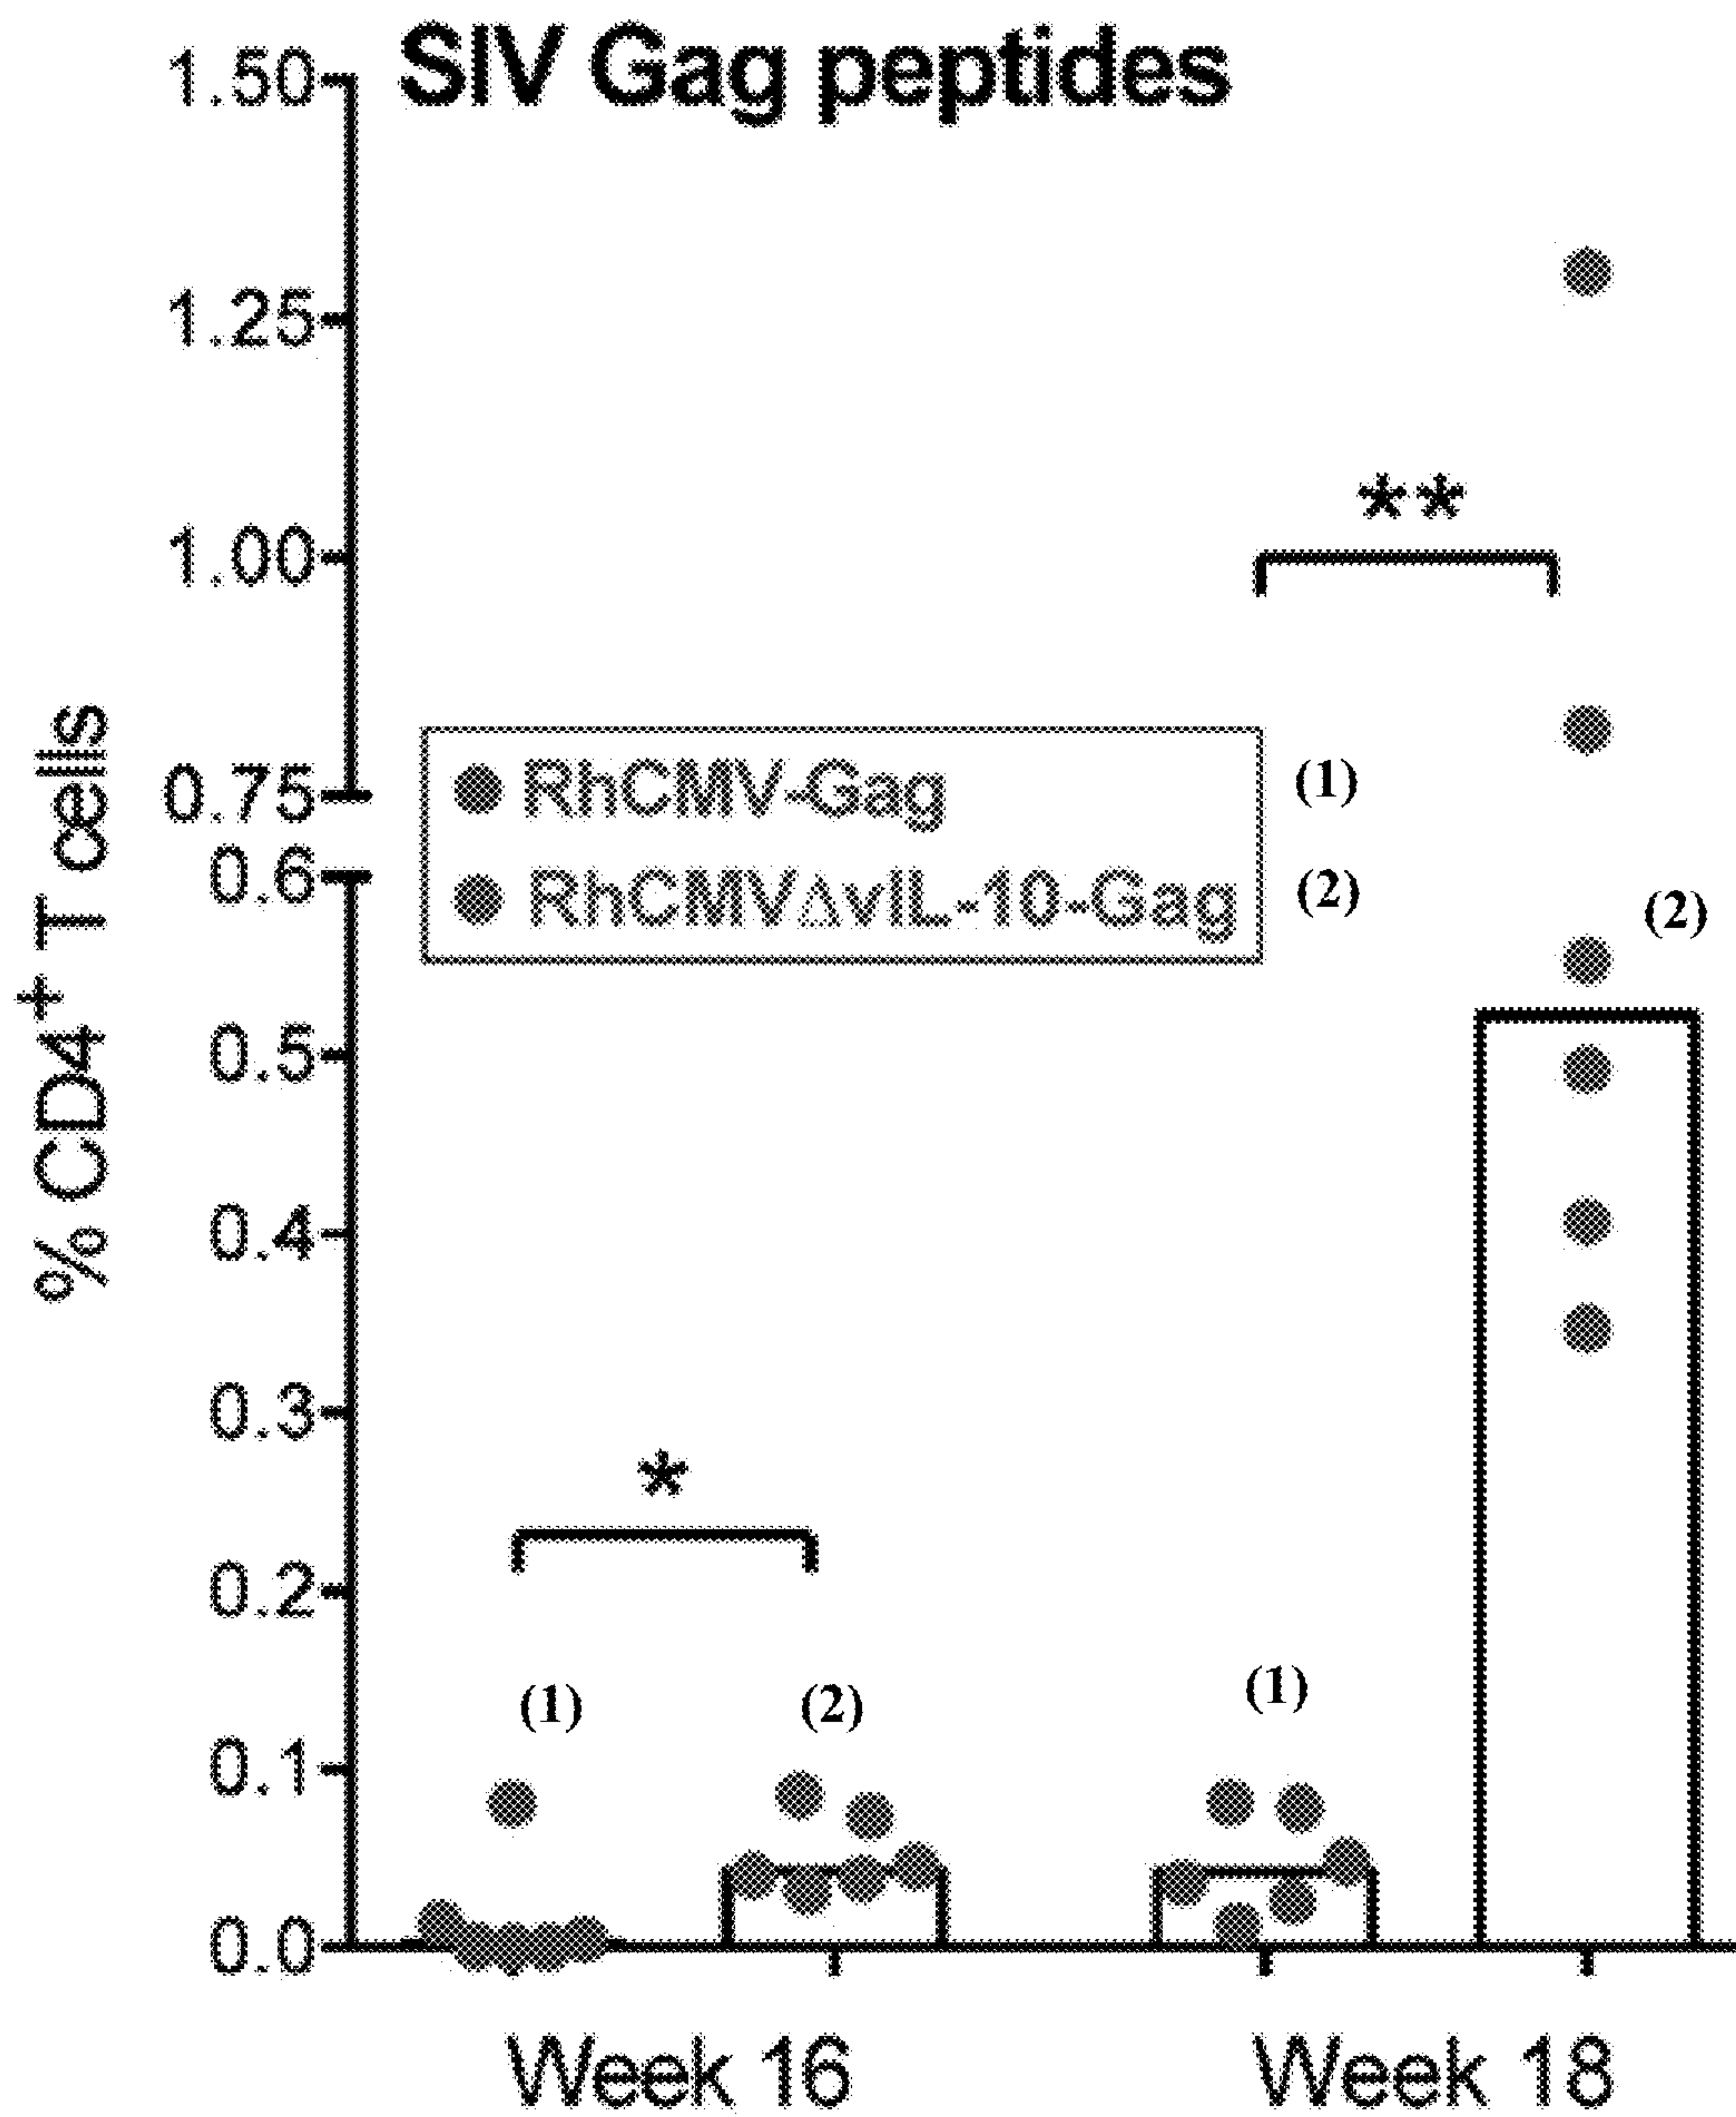 SIV Gag peptides
1.50
1.25
1.00
0.75
0.6
0.5
0.4
0.3
0.2
0.1
0.0
% CD4+ T cells
RhCMV-Gag (1)
RhCMVΔvIL-10-Gag (2)
*
**
(1)
(2)
(1)
(2)
Week 16
Week 18